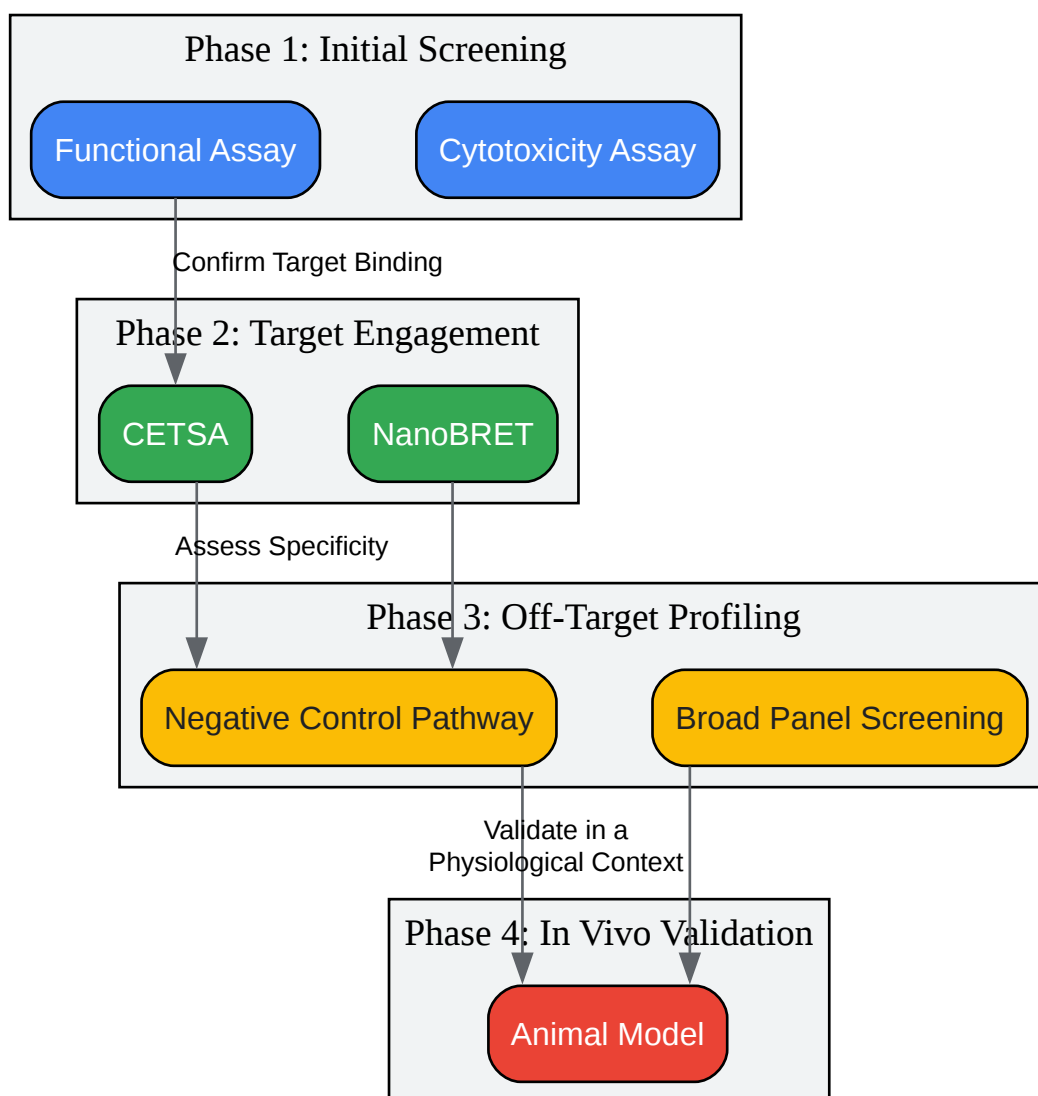 Phase 1: Initial Screening
Functional Assay
Cytotoxicity Assay
Confirm Target Binding
Phase 2: Target Engagement
CETSA
NanoBRET
Assess Specificity
Phase 3: Off-Target Profiling
Negative Control Pathway
Broad Panel Screening
Validate in a
Physiological Context
Phase 4: In Vivo Validation
Animal Model